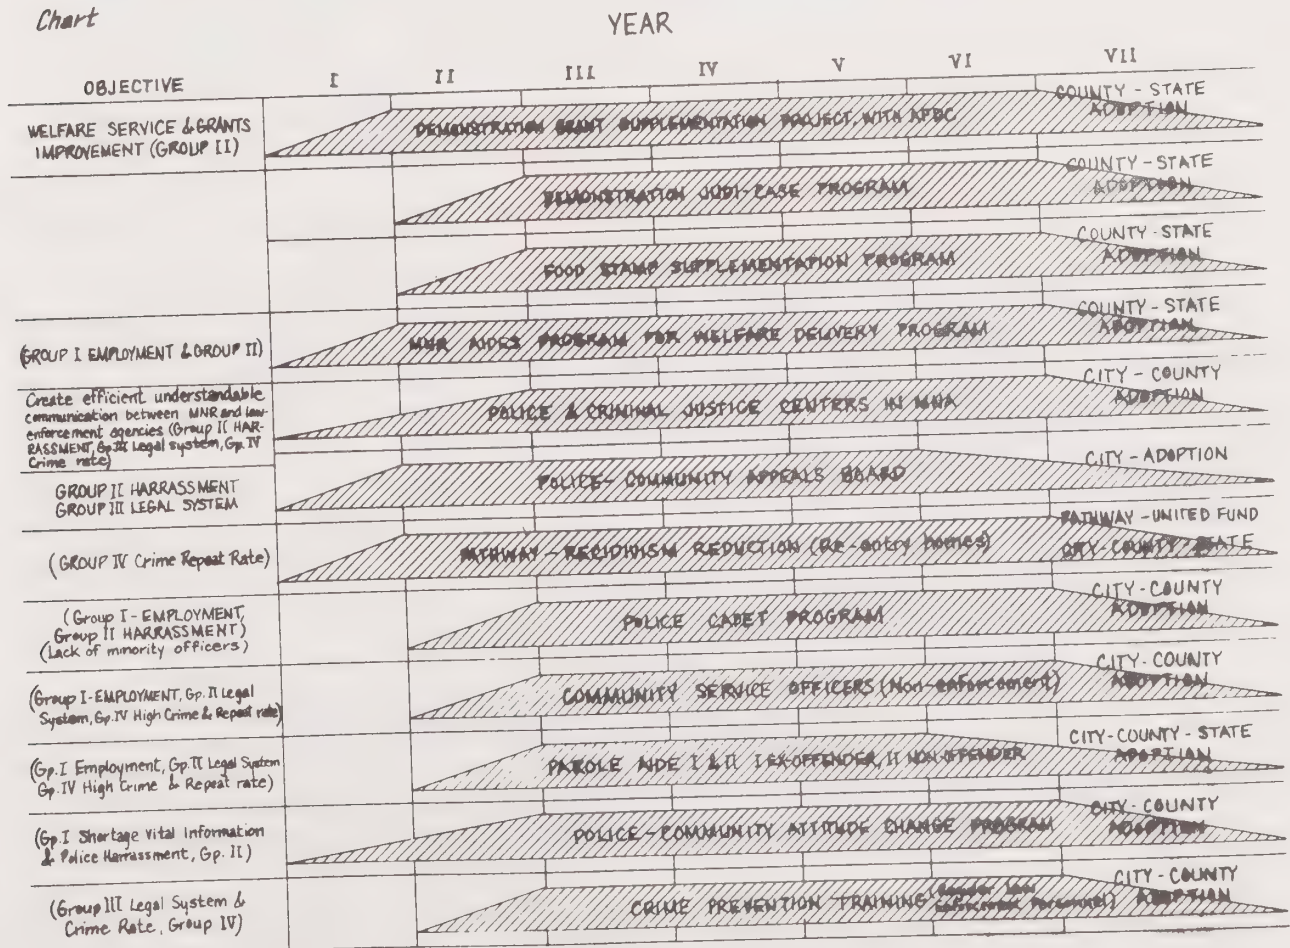 Chart
YEAR
OBJECTIVE I II III IV V VI VII
WELFARE SERVICE & GRANTS
IMPROVEMENT (GROUP II)
DEMONSTRATION GRANT SUPPLEMENTATION PROJECT, WITH AFDC
COUNTY - STATE
ADOPTION
DEMONSTRATION JUDI-CASE PROGRAM
COUNTY - STATE
ADOPTION
FOOD STAMP SUPPLEMENTATION PROGRAM
COUNTY - STATE
ADOPTION
(GROUP I EMPLOYMENT & GROUP II)
MNR AIDES PROGRAM FOR WELFARE DELIVERY PROGRAM
COUNTY - STATE
ADOPTION
Create efficient understandable
communication between MNR and law-
enforcement agencies (Group II HAR-
RASSMENT, Gp. III Legal system, Gp. IV
Crime rate)
POLICE & CRIMINAL JUSTICE CENTERS IN MNA
CITY - COUNTY
ADOPTION
GROUP II HARRASSMENT
GROUP III LEGAL SYSTEM
POLICE - COMMUNITY APPEALS BOARD
CITY - ADOPTION
(GROUP IV Crime Repeat Rate)
PATHWAY - RECIDIVISM REDUCTION (Re-entry homes)
PATHWAY - UNITED FUND
CITY - COUNTY - STATE
(Group I - EMPLOYMENT,
Group II HARRASSMENT)
(Lack of minority officers)
POLICE CADET PROGRAM
CITY - COUNTY
ADOPTION
(Group I - EMPLOYMENT, Gp. II Legal
System, Gp. IV High Crime & Repeat rate)
COMMUNITY SERVICE OFFICERS (Non-enforcement)
CITY - COUNTY
ADOPTION
(Gp. I Employment, Gp. II Legal System
Gp. IV High Crime & Repeat rate)
PAROLE AIDE I & II I EX-OFFENDER, II NON-OFFENDER
CITY - COUNTY - STATE
ADOPTION
(Gp. I Shortage Vital Information
& Police Harrassment, Gp. II)
POLICE - COMMUNITY ATTITUDE CHANGE PROGRAM
CITY - COUNTY
ADOPTION
(Group III Legal System &
Crime Rate, Group IV)
CRIME PREVENTION TRAINING
Law
Enforcement Personnel)
CITY - COUNTY
ADOPTION